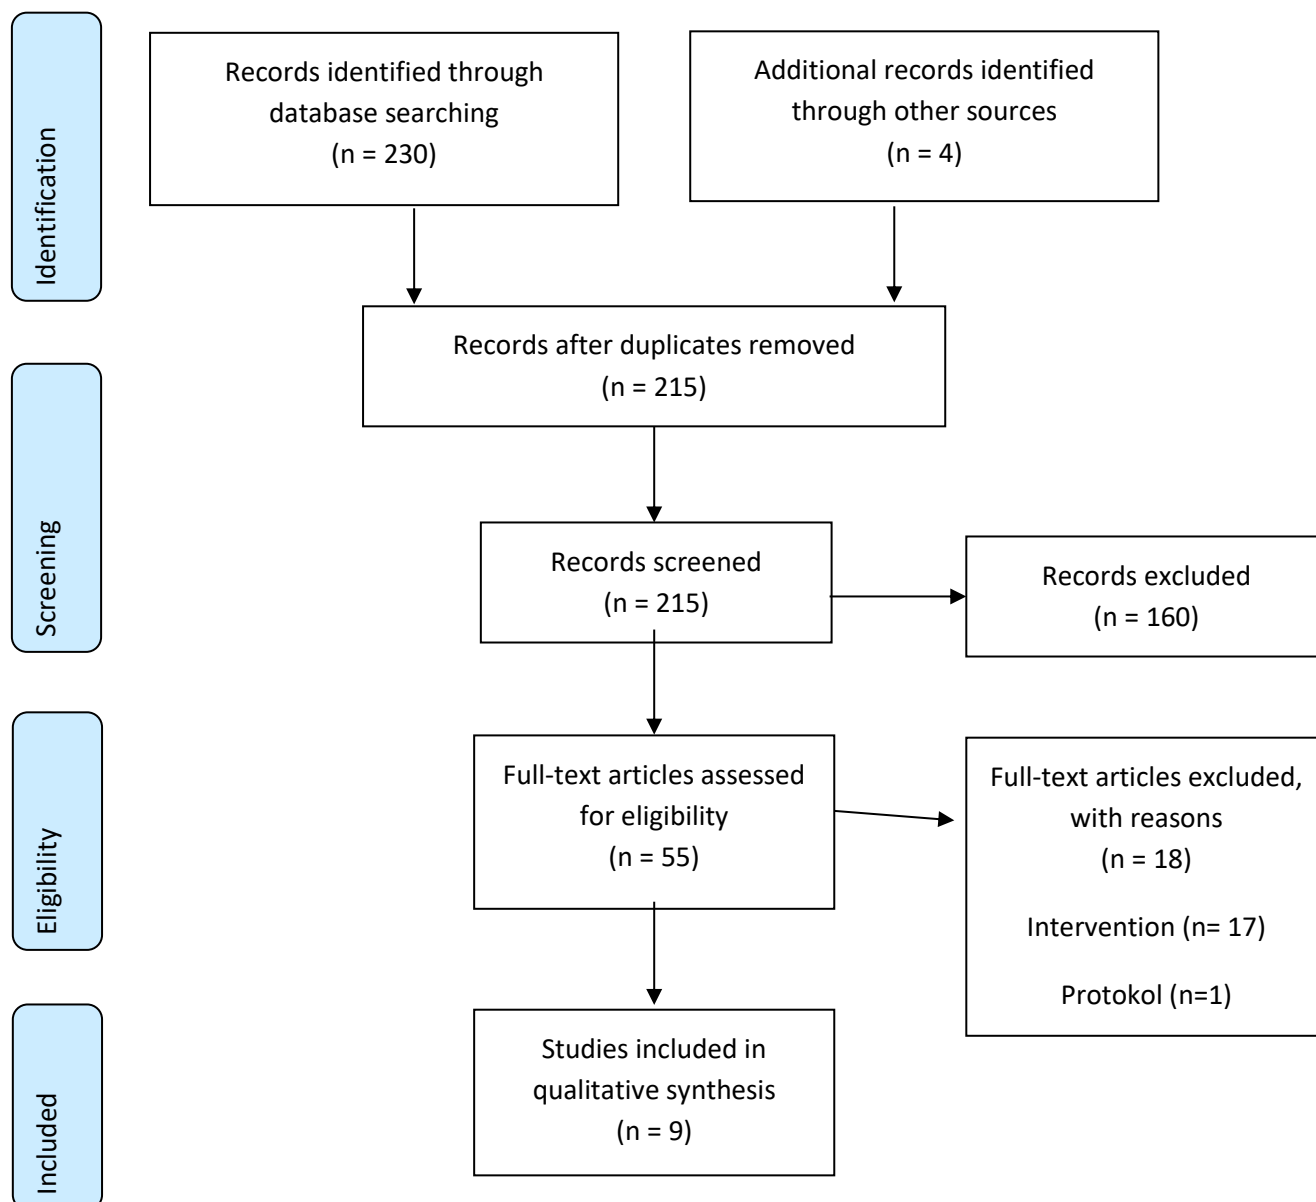 Identification
Records identified through
database searching
(n = 230)
Additional records identified
through other sources
(n = 4)
Records after duplicates removed
(n = 215)
Screening
Records screened
(n = 215)
Records excluded
(n = 160)
Eligibility
Full-text articles assessed
for eligibility
(n = 55)
Full-text articles excluded,
with reasons
(n = 18)
Intervention (n= 17)
Protokol (n=1)
Included
Studies included in
qualitative synthesis
(n = 9)